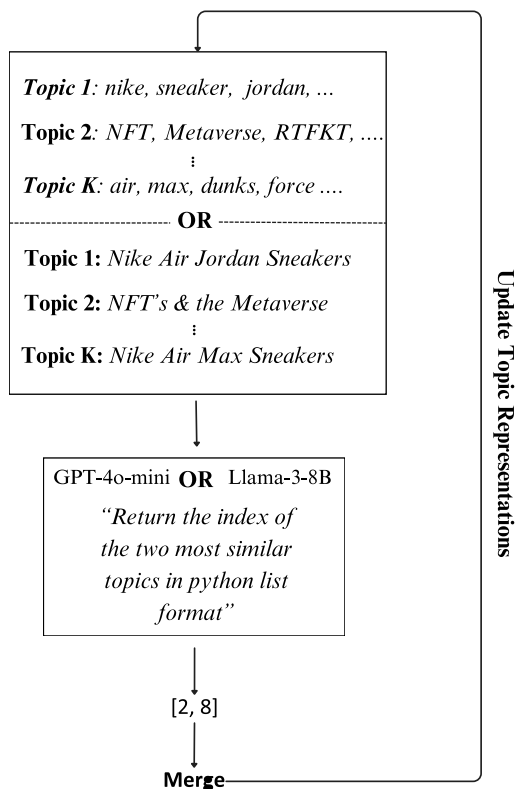 Topic 1: nike, sneaker, jordan, ...
Topic 2: NFT, Metaverse, RTFKT, ....
⋮
Topic K: air, max, dunks, force ....
OR
Topic 1: Nike Air Jordan Sneakers
Topic 2: NFT's & the Metaverse
⋮
Topic K: Nike Air Max Sneakers
GPT-4o-mini OR Llama-3-8B
“Return the index of
the two most similar
topics in python list
format”
[2, 8]
Merge
Update Topic Representations